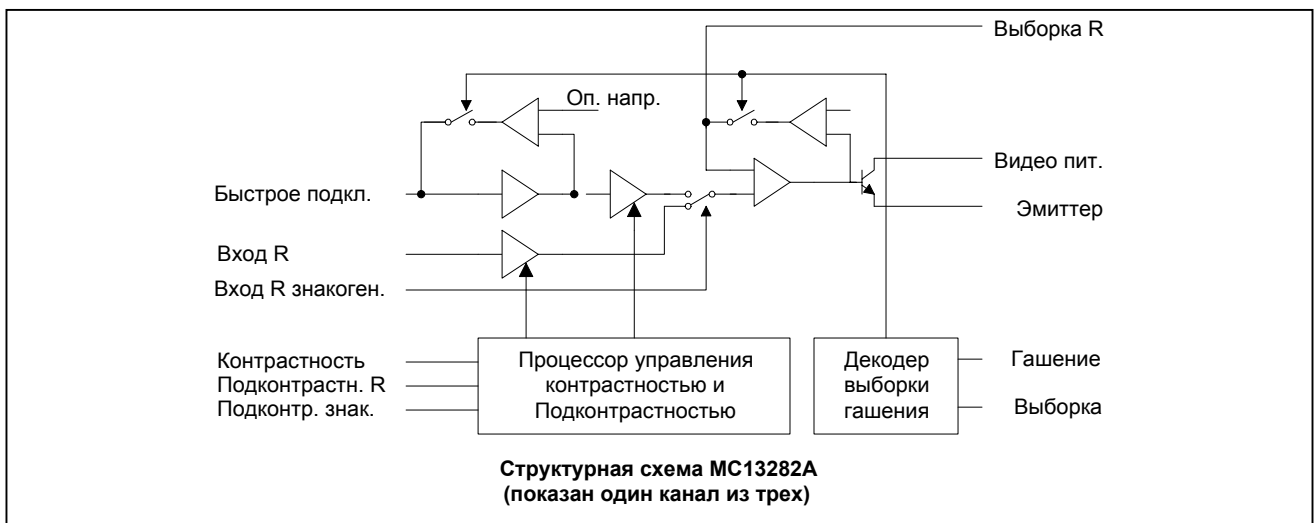 Выборка R
Оп. напр.
Видео пит.
Быстрое подкл.
Эмиттер
Вход R
Вход R знакоген.
Контрастность
Подконтрастн. R
Подконтр. знак.
Процессор управления
контрастностью и
Подконтрастностью
Декодер
выборки
гашения
Гашение
Выборка
Структурная схема MC13282A
(показан один канал из трех)